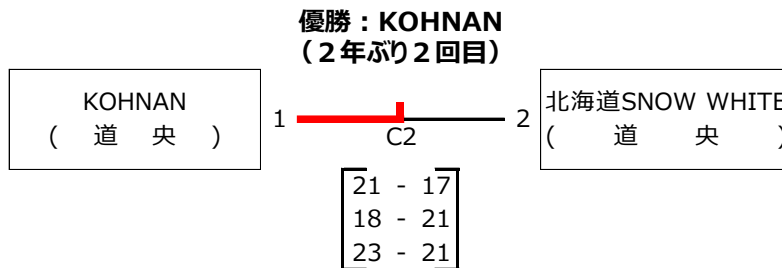 優勝：KOHNAN
（２年ぶり２回目）
KOHNAN
( 道 央 )
1
2
北海道SNOW WHITE
( 道 央 )
C2
21 - 17
18 - 21
23 - 21